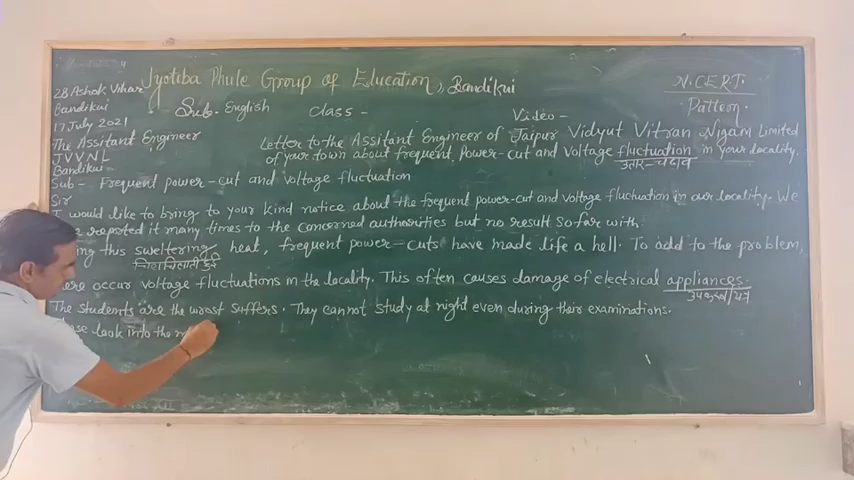 Jyotiba Phule Group of Education, Bandikui
N.CERT.
Pattern
Sub- English
Class -
Video -
28 Ashok Vihar
Bandikui
17 July 2021
The Assitant Engineer
JVVNL
Bandikui
Letter to the Assitant Engineer of Jaipur Vidyut Vitran Nigam Limited
of your town about frequent Power-cut and Voltage fluctuation in your locality.
उतार-चढाव
Sub- Frequent power-cut and voltage fluctuation
Sir
I would like to bring to your kind notice about the frequent power-cut and voltage fluctuation in our locality. We
reported it many times to the concerned authorities but no result so far with
this sweltering heat, frequent power-cuts have made life a hell. To add to the problem,
occur voltage fluctuations in the locality. This often causes damage of electrical appliances.
The students are the wrost suffers. They cannot study at night even during their examinations.
look into the